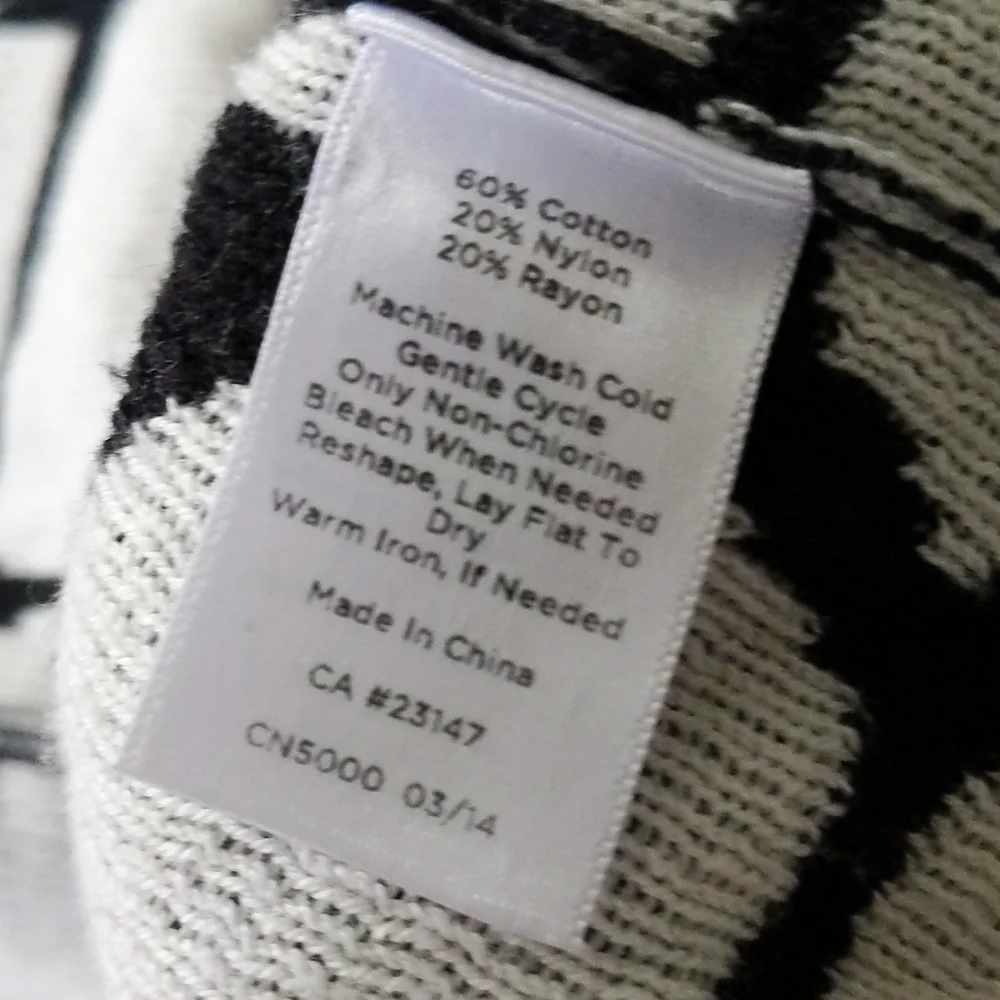 60% Cotton
20% Nylon
20% Rayon
Machine Wash Cold
Gentle Cycle
Only Non-Chlorine
Bleach When Needed
Reshape, Lay Flat To
Dry
Warm Iron, If Needed
Made In China
CA #23147
CN5000 03/14